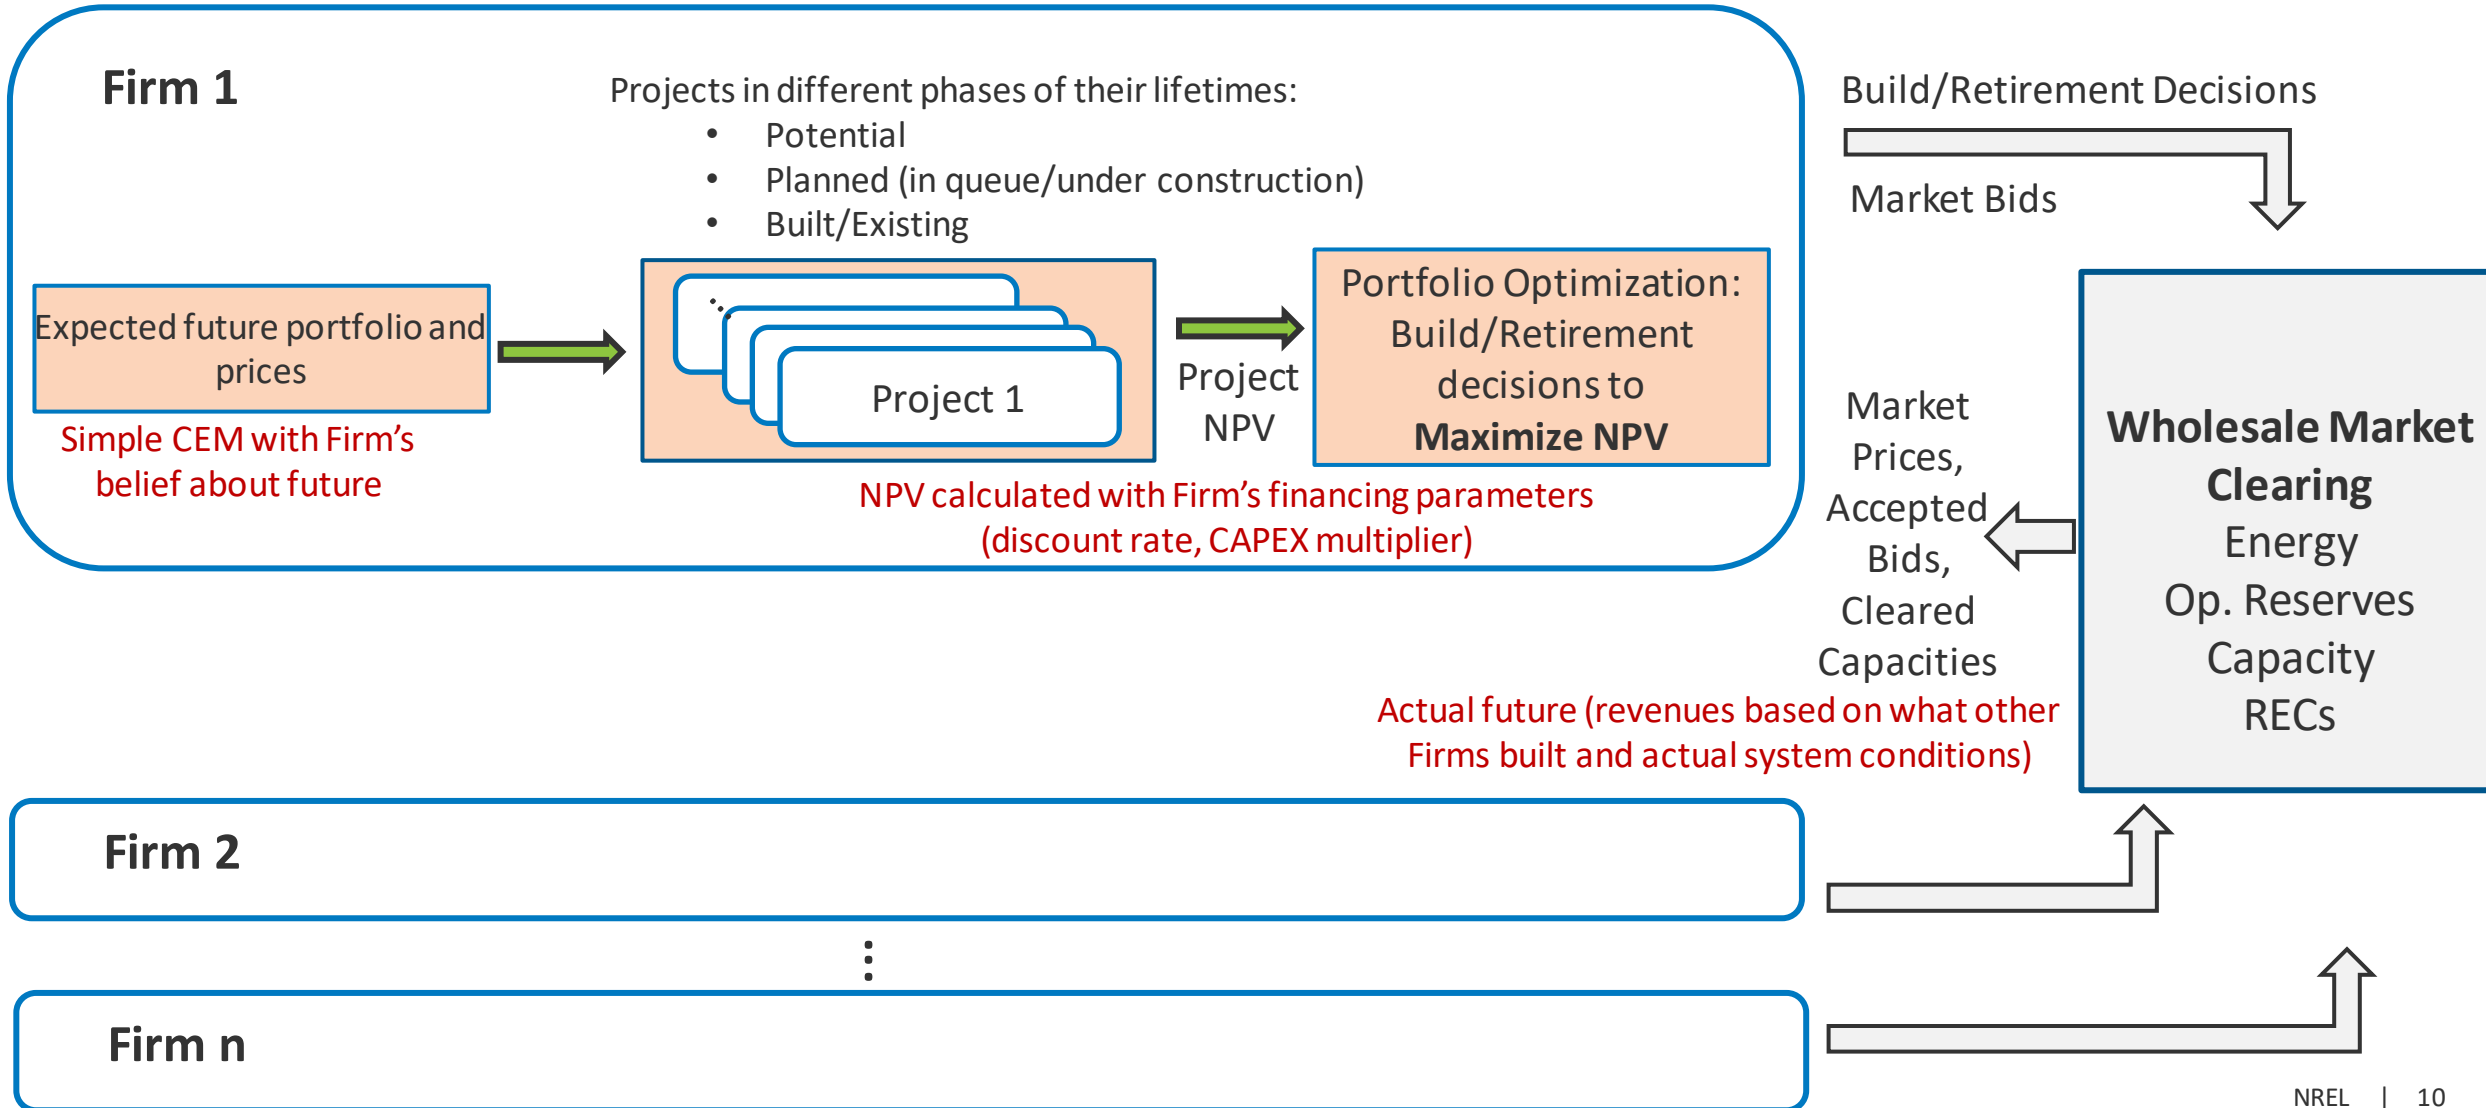 Firm 1
Projects in different phases of their lifetimes:
• Potential
• Planned (in queue/under construction)
• Built/Existing
Expected future portfolio and
prices
Simple CEM with Firm's
belief about future
Project 1
Project
NPV
Portfolio Optimization:
Build/Retirement
decisions to
Maximize NPV
NPV calculated with Firm's financing parameters
(discount rate, CAPEX multiplier)
Build/Retirement Decisions
Market Bids
Market
Prices,
Accepted
Bids,
Cleared
Capacities
Wholesale Market
Clearing
Energy
Op. Reserves
Capacity
RECs
Actual future (revenues based on what other
Firms built and actual system conditions)
Firm 2
Firm n
NREL | 10